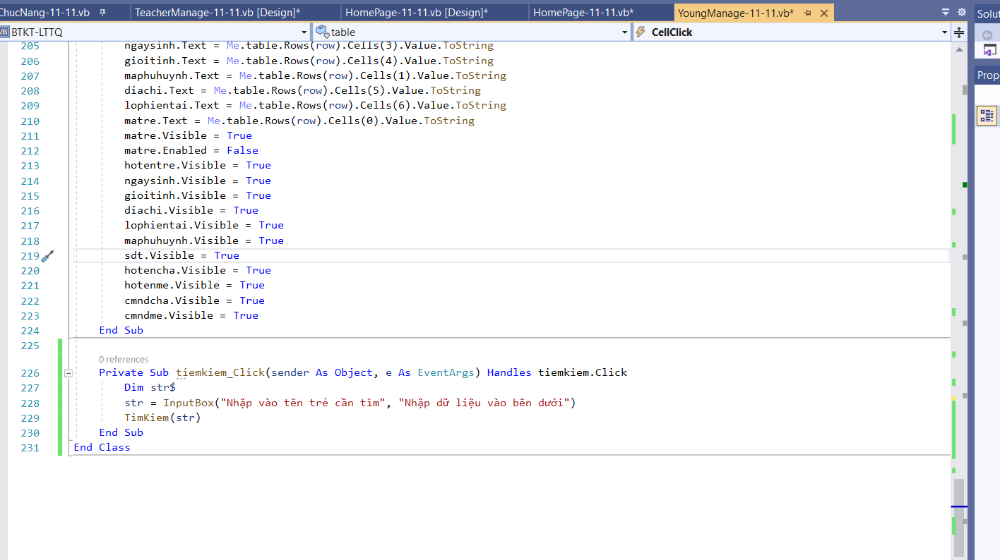 ChucNang-11-11.vb TeacherManage-11-11.vb [Design]* HomePage-11-11.vb [Design]* HomePage-11-11.vb* YoungManage-11-11.vb* Solut
VB BTKT-LTTQ table CellClick
205 ngaysinh.Text = Me.table.Rows(row).Cells(3).Value.ToString
206 gioitinh.Text = Me.table.Rows(row).Cells(4).Value.ToString
207 maphuhuynh.Text = Me.table.Rows(row).Cells(1).Value.ToString
Prop
208 diachi.Text = Me.table.Rows(row).Cells(5).Value.ToString
209 lophientai.Text = Me.table.Rows(row).Cells(6).Value.ToString
210 matre.Text = Me.table.Rows(row).Cells(0).Value.ToString
211 matre.Visible = True
212 matre.Enabled = False
213 hotentre.Visible = True
214 ngaysinh.Visible = True
215 gioitinh.Visible = True
216 diachi.Visible = True
217 lophientai.Visible = True
218 maphuhuynh.Visible = True
219 sdt.Visible = True
220 hotencha.Visible = True
221 hotenme.Visible = True
222 cmndcha.Visible = True
223 cmndme.Visible = True
224 End Sub
225
0 references
226 Private Sub tiemkiem_Click(sender As Object, e As EventArgs) Handles tiemkiem.Click
227 Dim str$
228 str = InputBox("Nhập vào tên trẻ cần tìm", "Nhập dữ liệu vào bên dưới")
229 TimKiem(str)
230 End Sub
231 End Class